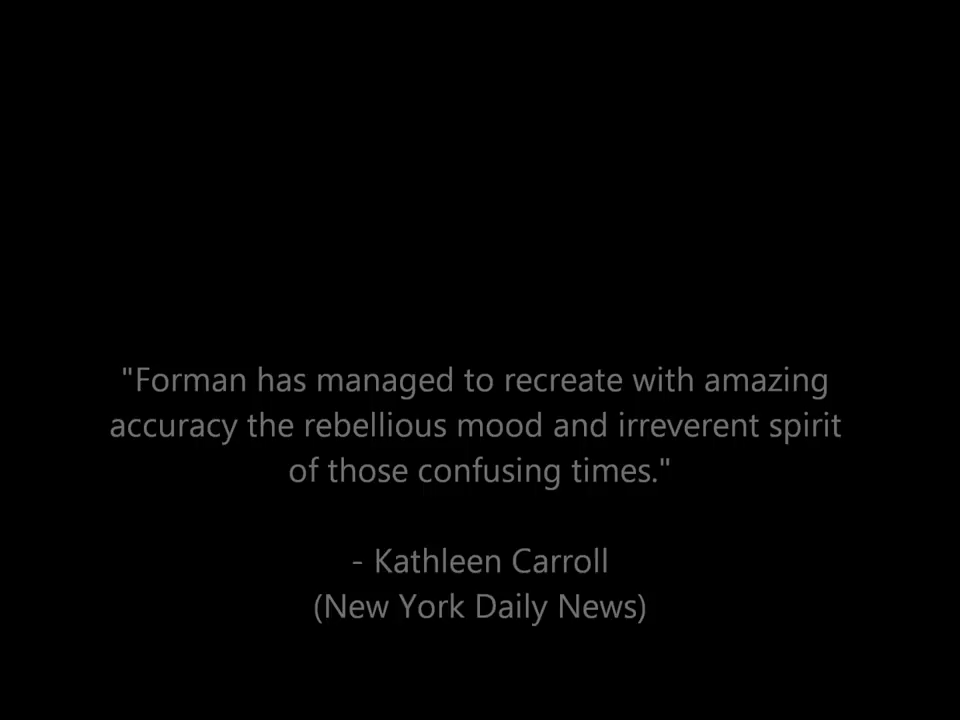 "Forman has managed to recreate with amazing
accuracy the rebellious mood and irreverent spirit
of those confusing times."
- Kathleen Carroll
(New York Daily News)